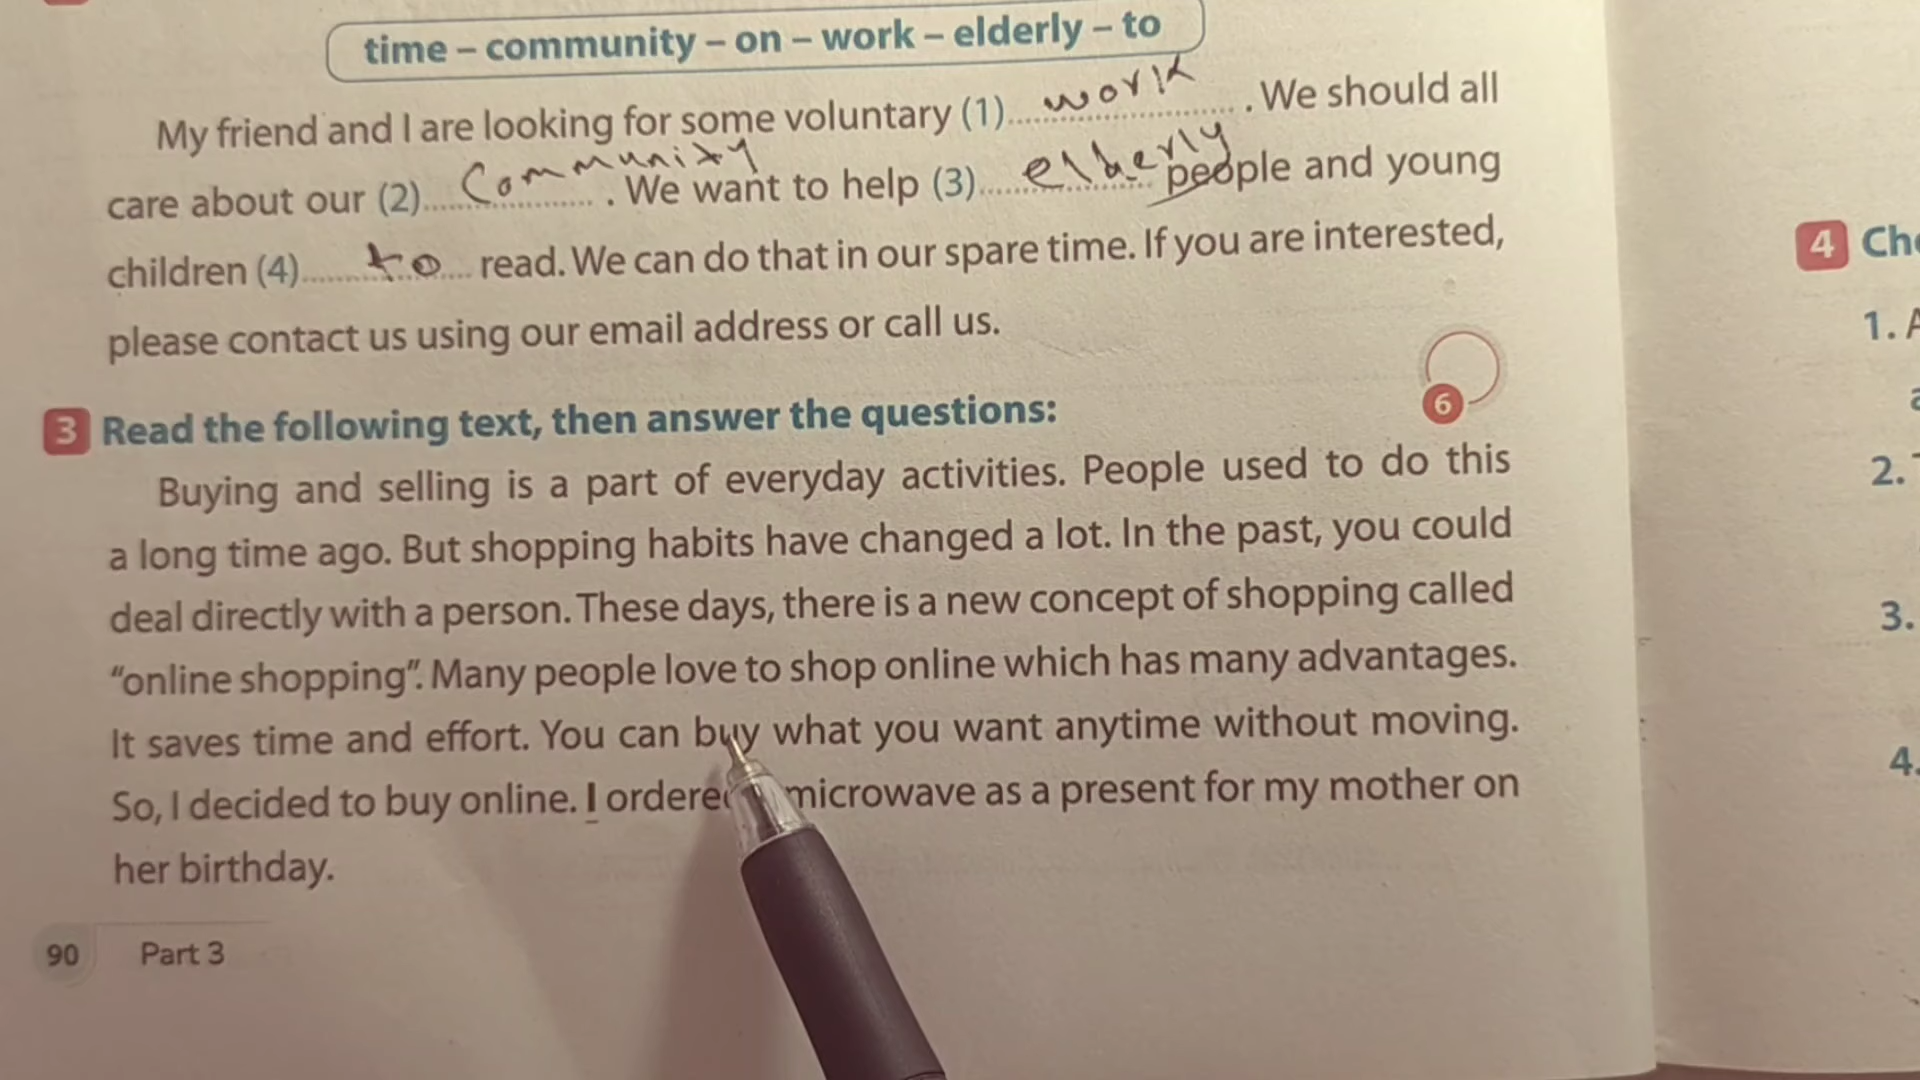 time – community – on – work – elderly – to
My friend and I are looking for some voluntary (1) work . We should all
care about our (2) Community . We want to help (3) elderly people and young
children (4) to read. We can do that in our spare time. If you are interested,
please contact us using our email address or call us.
6
3 Read the following text, then answer the questions:
Buying and selling is a part of everyday activities. People used to do this
a long time ago. But shopping habits have changed a lot. In the past, you could
deal directly with a person. These days, there is a new concept of shopping called
“online shopping”. Many people love to shop online which has many advantages.
It saves time and effort. You can buy what you want anytime without moving.
So, I decided to buy online. I ordered microwave as a present for my mother on
her birthday.
90 Part 3
4
1.
2.
3.
4.